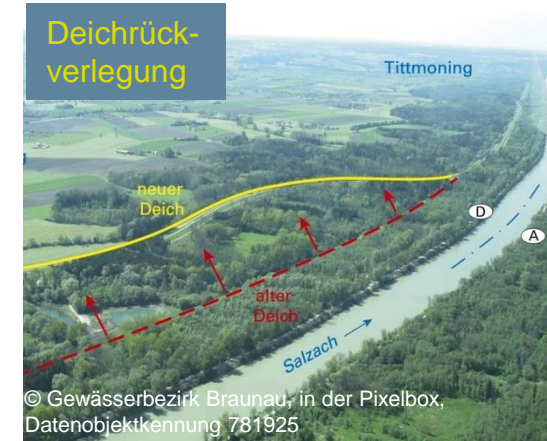 Deichrück-
verlegung
Tittmoning
neuer
Deich
D
A
alter
Deich
Salzach
© Gewässerbezirk Braunau, in der Pixelbox,
Datenobjektkennung 781925